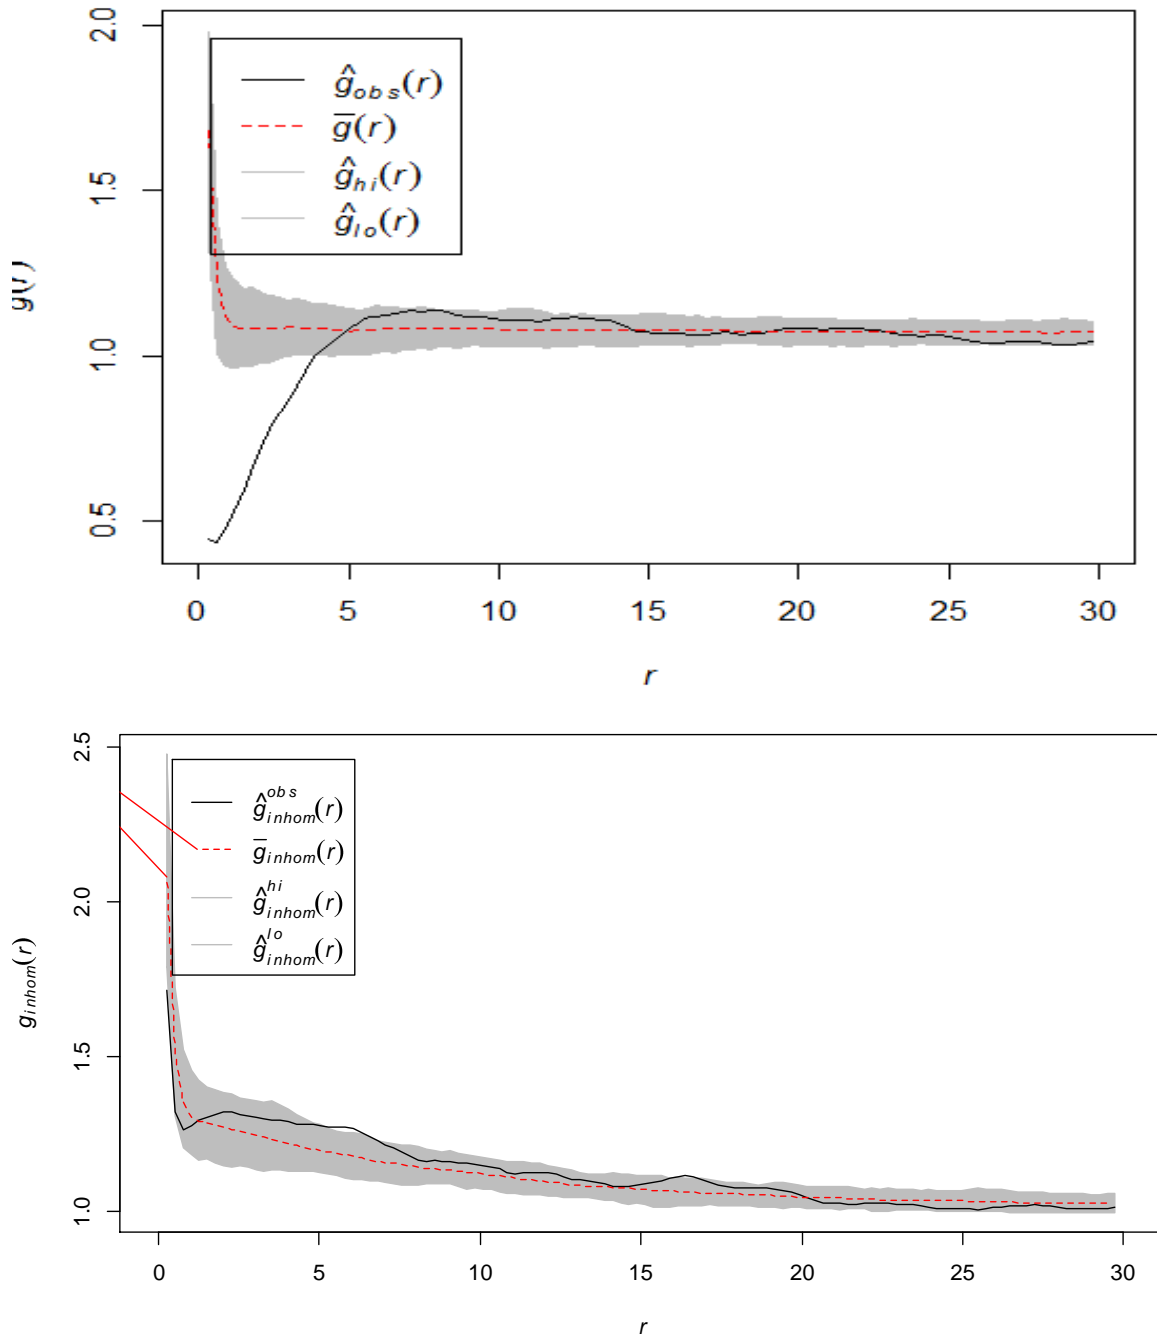 2.0
1.5
1.0
0.5
g(r)
ĝobs(r)
g̅(r)
ĝhi(r)
ĝlo(r)
0 5 10 15 20 25 30
r
2.5
2.0
1.5
1.0
ginhom(r)
ĝobsinhom(r)
g̅inhom(r)
ĝhiinhom(r)
ĝloinhom(r)
0 5 10 15 20 25 30
r